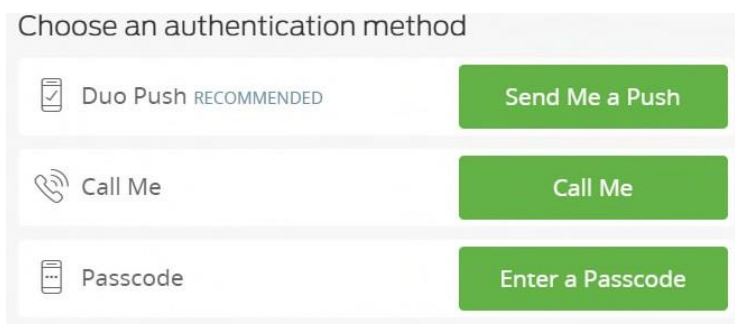 Choose an authentication method
Duo Push RECOMMENDED Send Me a Push
Call Me Call Me
Passcode Enter a Passcode